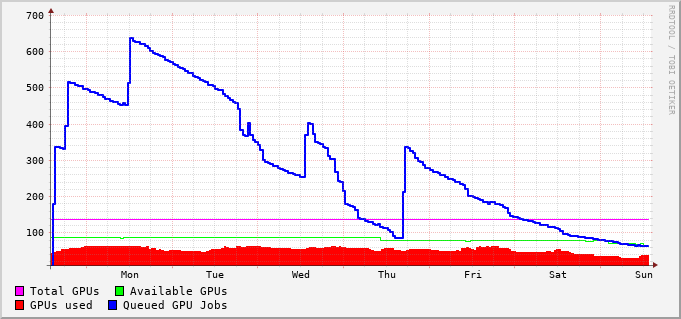 700
600
500
400
300
200
100
Mon Tue Wed Thu Fri Sat Sun
Total GPUs Available GPUs
GPUs used Queued GPU Jobs
RRDTOOL / TOBI OETIKER